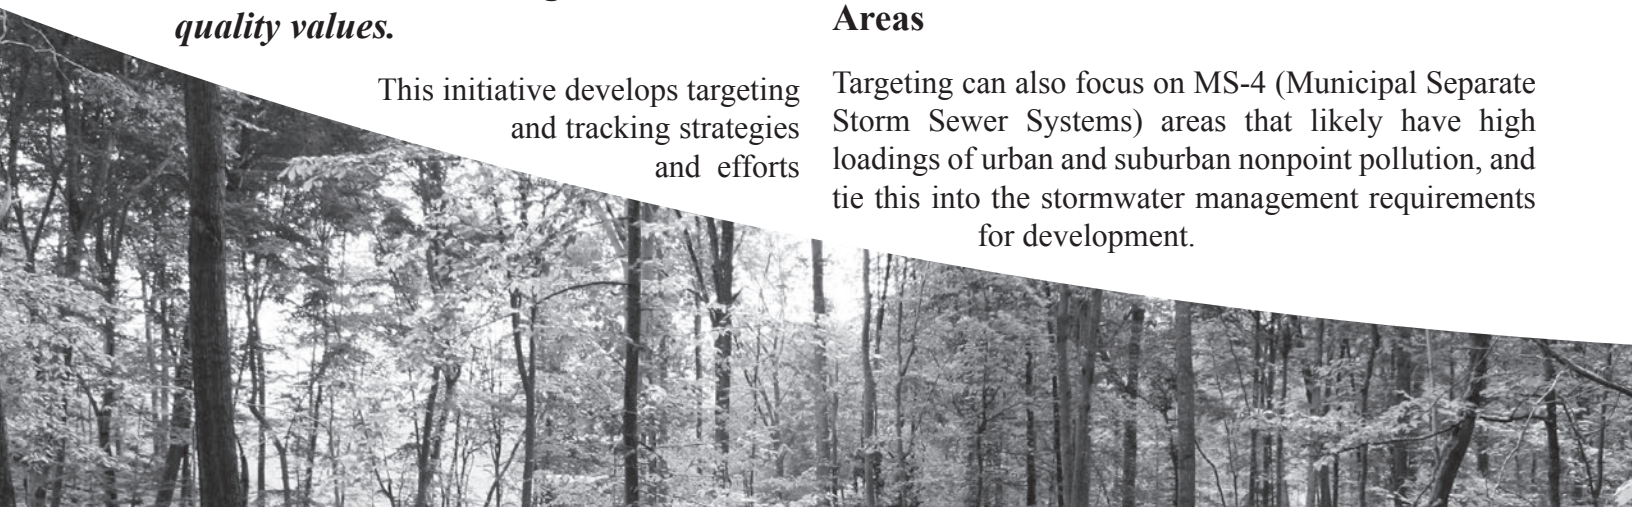 quality values.
This initiative develops targeting
and tracking strategies
and efforts
Areas
Targeting can also focus on MS-4 (Municipal Separate
Storm Sewer Systems) areas that likely have high
loadings of urban and suburban nonpoint pollution, and
tie this into the stormwater management requirements
for development.